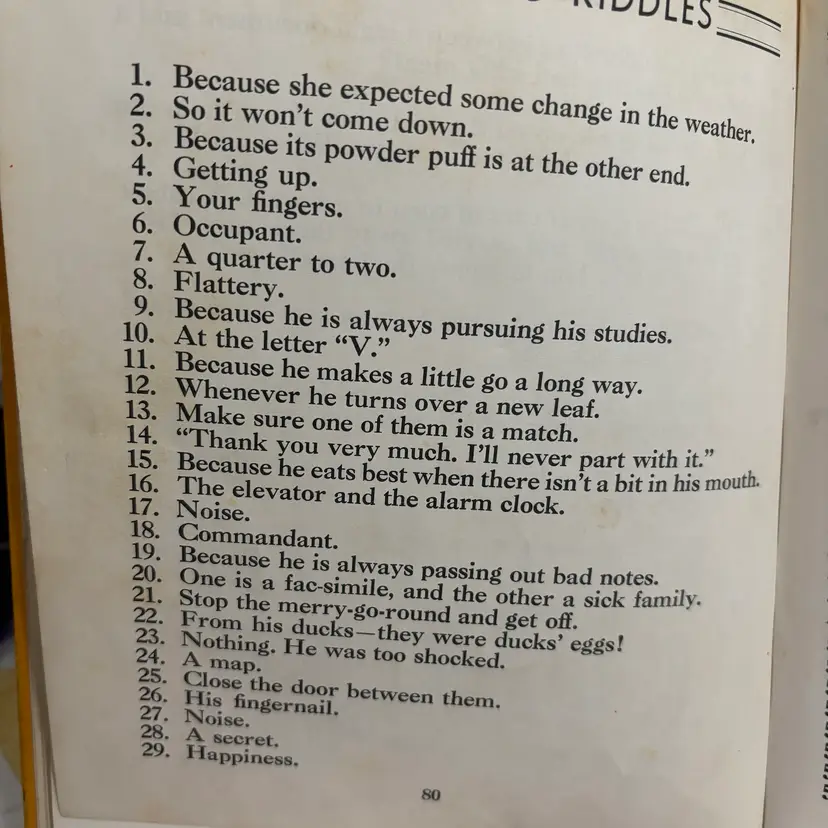 RIDDLES
1. Because she expected some change in the weather.
2. So it won't come down.
3. Because its powder puff is at the other end.
4. Getting up.
5. Your fingers.
6. Occupant.
7. A quarter to two.
8. Flattery.
9. Because he is always pursuing his studies.
10. At the letter “V.”
11. Because he makes a little go a long way.
12. Whenever he turns over a new leaf.
13. Make sure one of them is a match.
14. “Thank you very much. I'll never part with it.”
15. Because he eats best when there isn't a bit in his mouth.
16. The elevator and the alarm clock.
17. Noise.
18. Commandant.
19. Because he is always passing out bad notes.
20. One is a fac-simile, and the other a sick family.
21. Stop the merry-go-round and get off.
22. From his ducks—they were ducks' eggs!
23. Nothing. He was too shocked.
24. A map.
25. Close the door between them.
26. His fingernail.
27. Noise.
28. A secret.
29. Happiness.
80